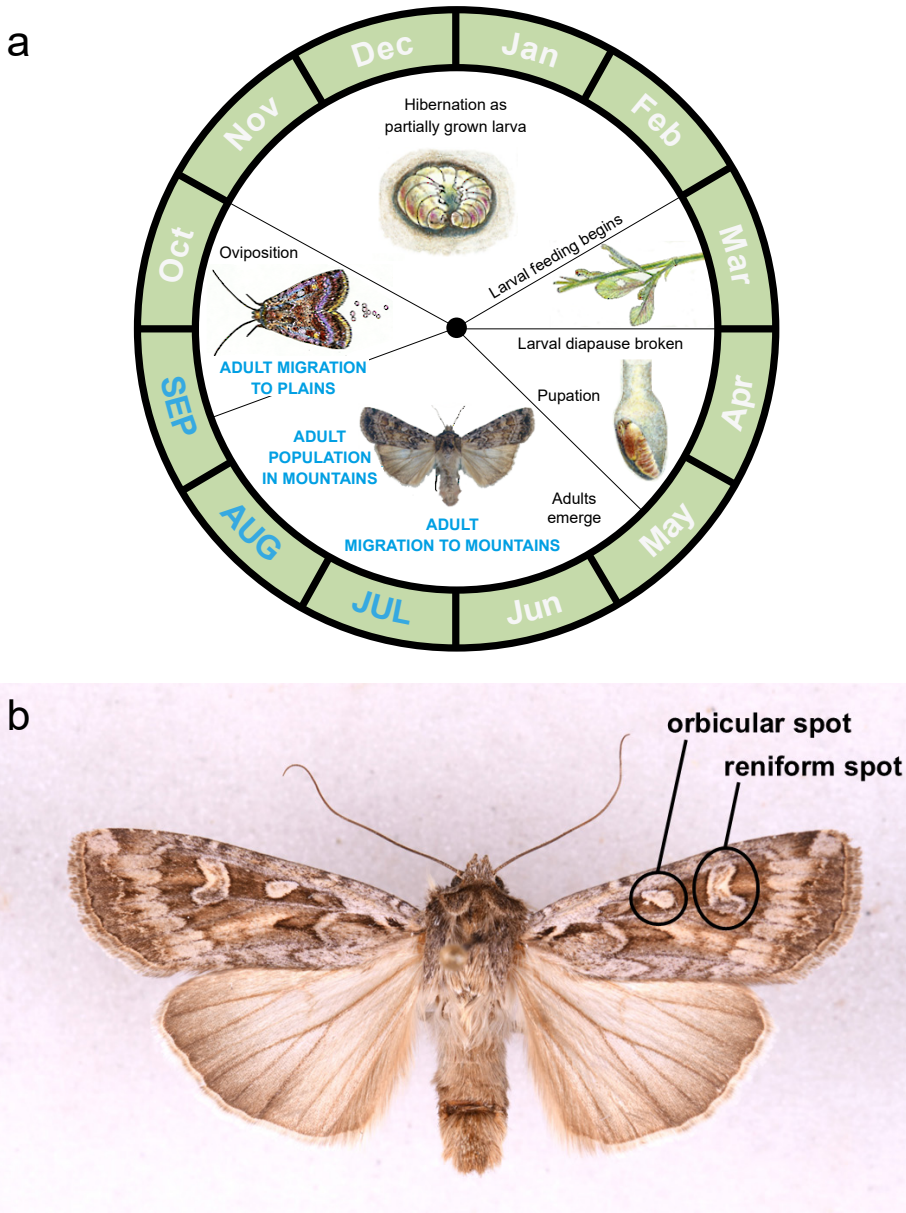 a
Jan
Feb
Mar
Apr
May
Jun
JUL
AUG
SEP
Oct
Nov
Dec
Hibernation as
partially grown larva
Larval feeding begins
Larval diapause broken
Pupation
Adults
emerge
ADULT
MIGRATION TO MOUNTAINS
ADULT
POPULATION
IN MOUNTAINS
ADULT MIGRATION
TO PLAINS
Oviposition
b
orbicular spot
reniform spot